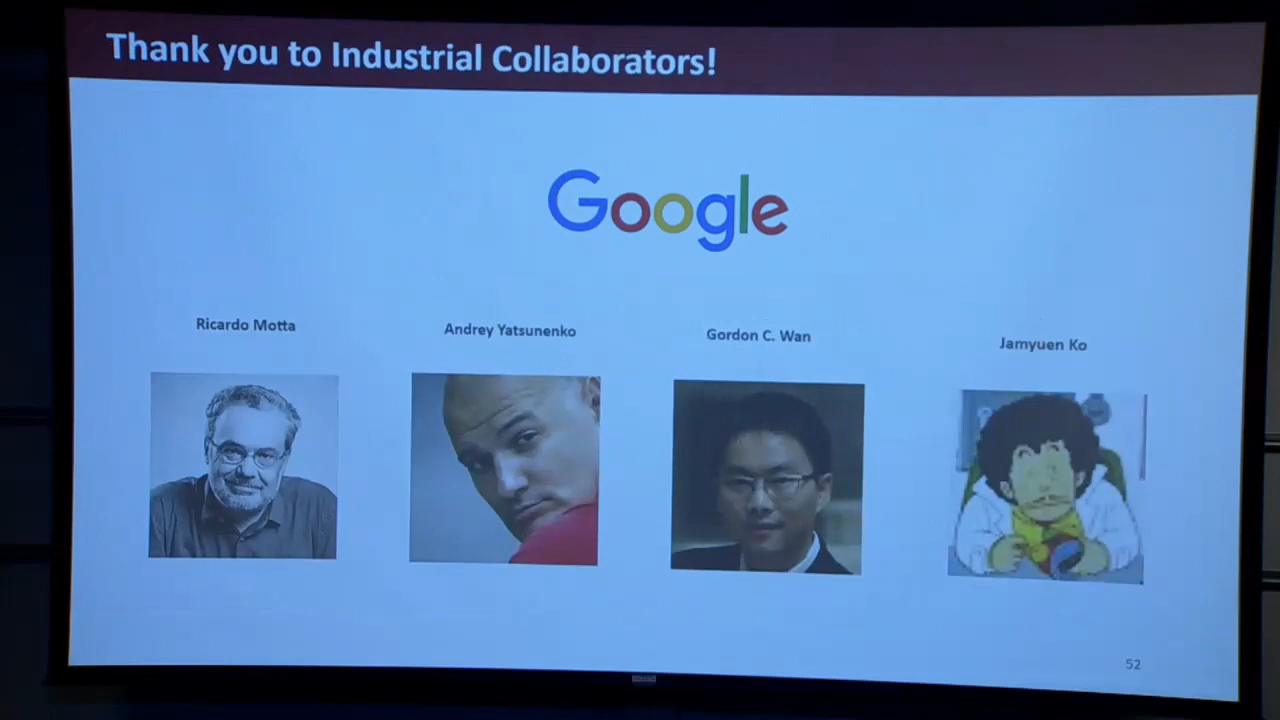 Thank you to Industrial Collaborators!
Google
Ricardo Motta
Andrey Yatsunenko
Gordon C. Wan
Jamyuen Ko
52